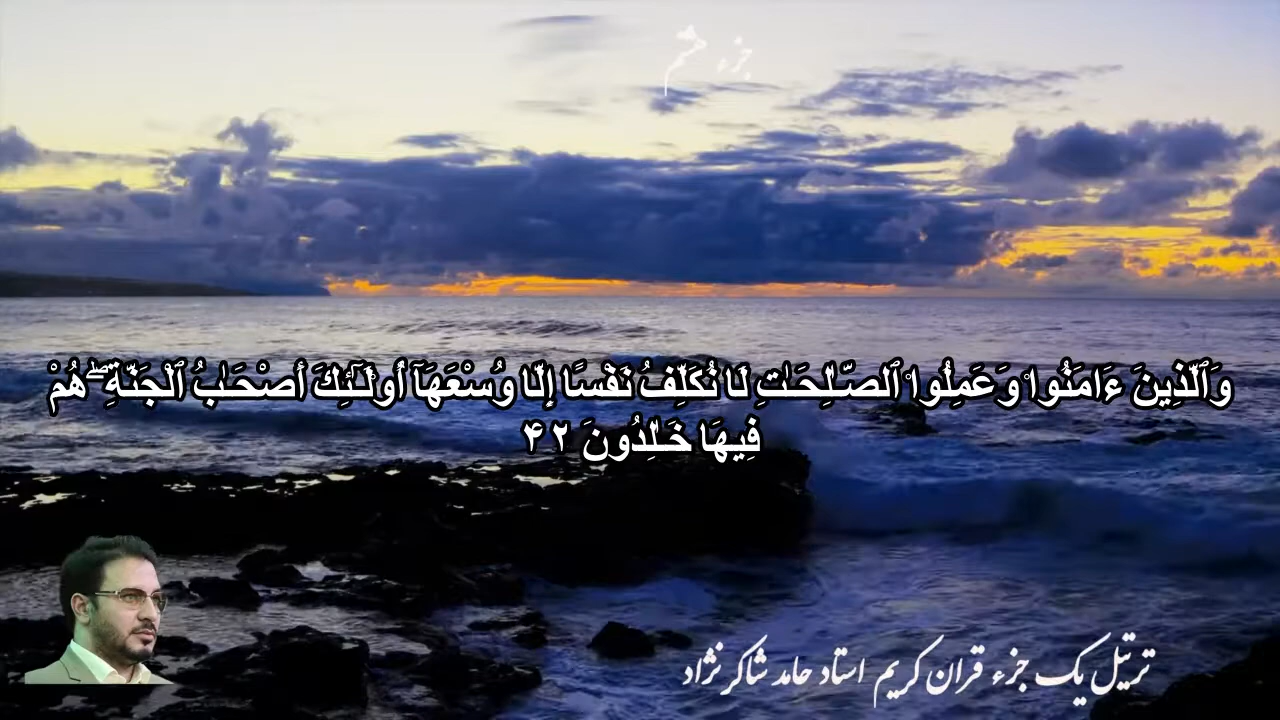 جزء هشتم
وَٱلَّذِينَ ءَامَنُوا۟ وَعَمِلُوا۟ ٱلصَّـٰلِحَـٰتِ لَا نُكَلِّفُ نَفْسًا إِلَّا وُسْعَهَآ أُو۟لَـٰٓئِكَ أَصْحَـٰبُ ٱلْجَنَّةِ ۖ هُمْ
فِيهَا خَـٰلِدُونَ ۴۲
ترتیل یک جزء قران کریم استاد حامد شاکرنژاد